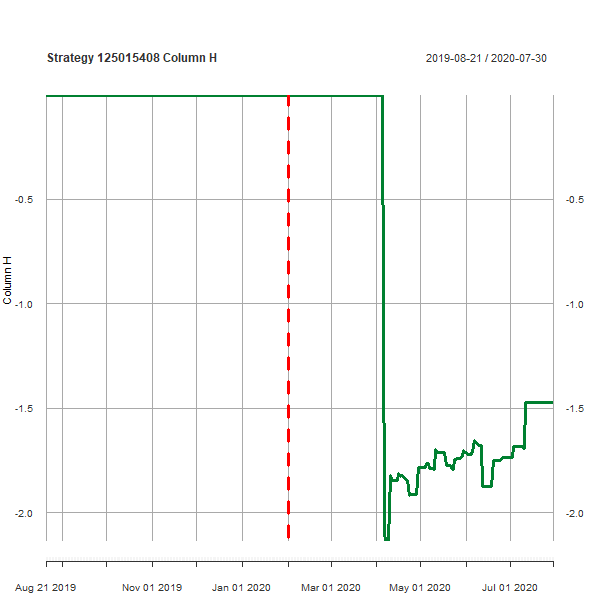 Strategy 125015408 Column H
2019-08-21 / 2020-07-30
-0.5
-1.0
-1.5
-2.0
Column H
-0.5
-1.0
-1.5
-2.0
Aug 21 2019
Nov 01 2019
Jan 01 2020
Mar 01 2020
May 01 2020
Jul 01 2020